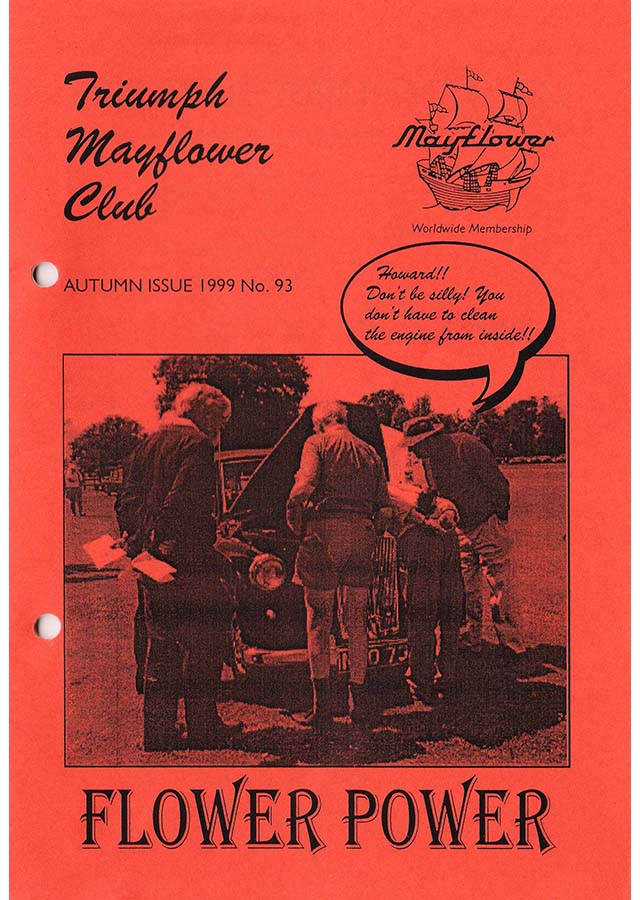 Triumph
Mayflower
Club
Mayflower
Worldwide Membership
AUTUMN ISSUE 1999 No. 93
Howard!!
Don't be silly! You
don't have to clean
the engine from inside!!
FLOWER POWER